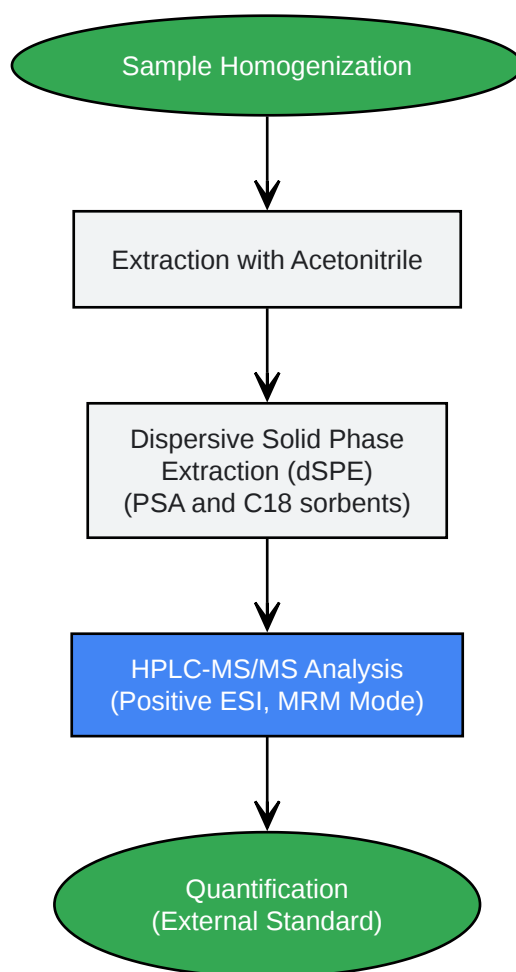 Sample Homogenization
Extraction with Acetonitrile
Dispersive Solid Phase
Extraction (dSPE)
(PSA and C18 sorbents)
HPLC-MS/MS Analysis
(Positive ESI, MRM Mode)
Quantification
(External Standard)